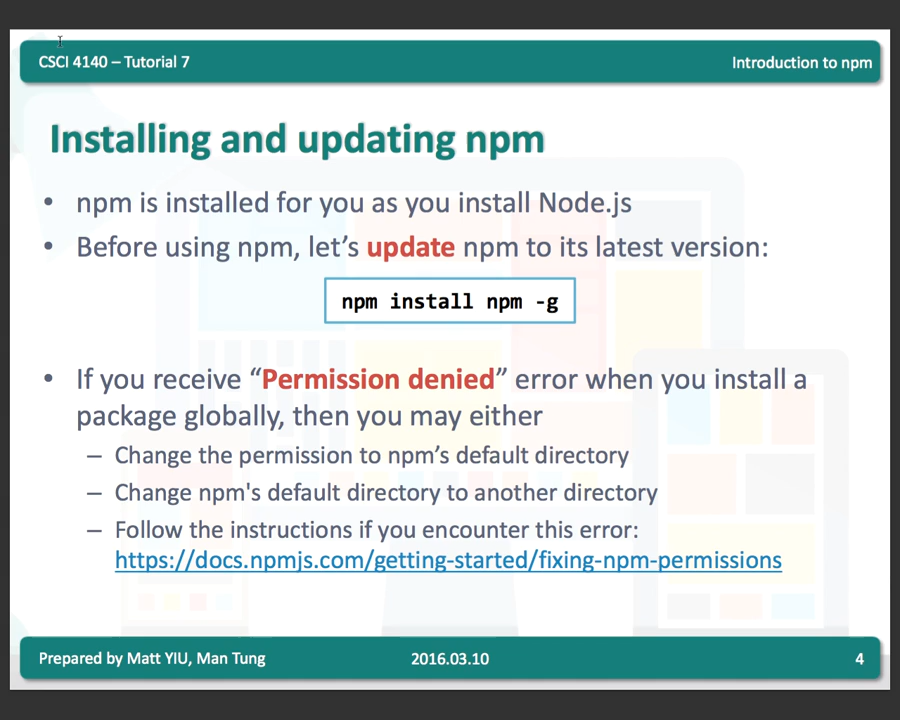 CSCI 4140 – Tutorial 7
Introduction to npm
Installing and updating npm
• npm is installed for you as you install Node.js
• Before using npm, let’s update npm to its latest version:
npm install npm -g
• If you receive “Permission denied” error when you install a
package globally, then you may either
– Change the permission to npm’s default directory
– Change npm's default directory to another directory
– Follow the instructions if you encounter this error:
https://docs.npmjs.com/getting-started/fixing-npm-permissions
Prepared by Matt YIU, Man Tung
2016.03.10
4